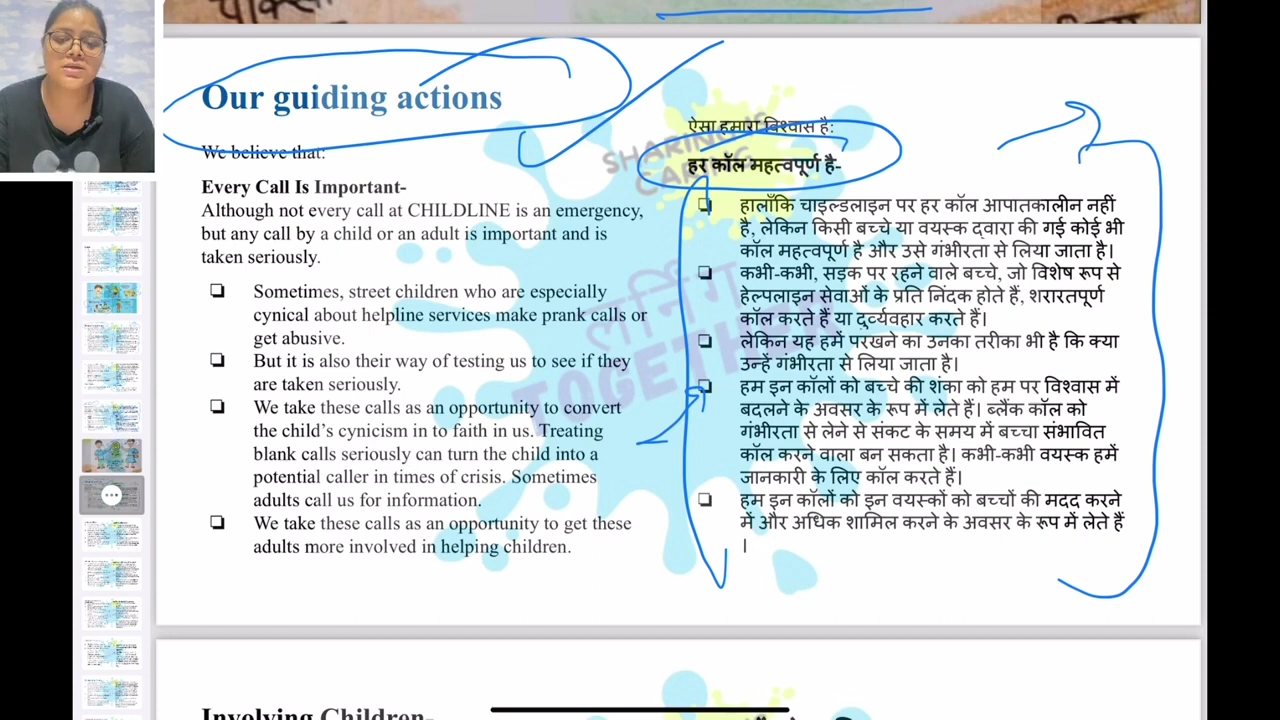 Our guiding actions
We believe that:
Every Call Is Important-
Although not every call at CHILDLINE is an emergency,
but any call by a child or an adult is important and is
taken seriously.
Sometimes, street children who are especially
cynical about helpline services make prank calls or
get abusive.
But it is also their way of testing us to see if they
are taken seriously.
We take these calls as an opportunity to convert
the child's cynicism in to faith in us. Treating
blank calls seriously can turn the child into a
potential caller in times of crisis. Sometimes
adults call us for information.
We take these calls as an opportunity to get these
adults more involved in helping children.
ऐसा हमारा विश्वास है:
हर कॉल महत्वपूर्ण है-
हालाँकि चाइल्डलाइन पर हर कॉल आपातकालीन नहीं
है, लेकिन किसी बच्चे या वयस्क द्वारा की गई कोई भी
कॉल महत्वपूर्ण है और उसे गंभीरता से लिया जाता है।
कभी-कभी, सड़क पर रहने वाले बच्चे, जो विशेष रूप से
हेल्पलाइन सेवाओं के प्रति निंदक होते हैं, शरारतपूर्ण
कॉल करते हैं या दुर्व्यवहार करते हैं।
लेकिन यह हमें परखने का उनका तरीका भी है कि क्या
उन्हें गंभीरता से लिया जाता है।
हम इन कॉलों को बच्चे की शंका को हम पर विश्वास में
बदलने के अवसर के रूप में लेते हैं। ब्लैंक कॉल को
गंभीरता से लेने से संकट के समय में बच्चा संभावित
कॉल करने वाला बन सकता है। कभी-कभी वयस्क हमें
जानकारी के लिए कॉल करते हैं।
हम इन कॉलों को इन वयस्कों को बच्चों की मदद करने
में और अधिक शामिल करने के अवसर के रूप में लेते हैं
।
SHARING IS
CARING
लर्निंग
TOGETHER
Involving Children-